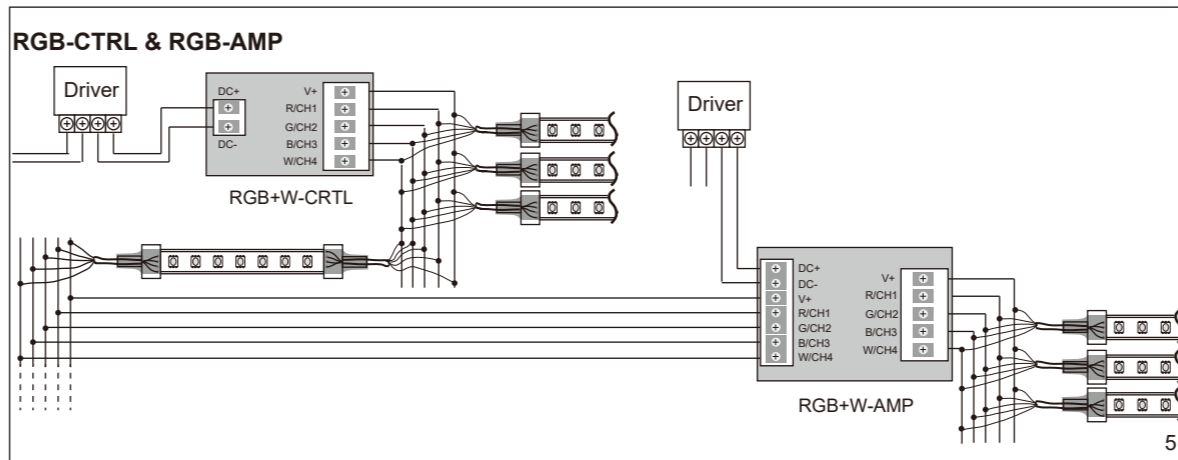 RGB-CTRL & RGB-AMP
Driver
DC+
DC-
V+
R/CH1
G/CH2
B/CH3
W/CH4
RGB+W-CRTL
Driver
DC+
DC-
V+
R/CH1
G/CH2
B/CH3
W/CH4
V+
R/CH1
G/CH2
B/CH3
W/CH4
RGB+W-AMP
5